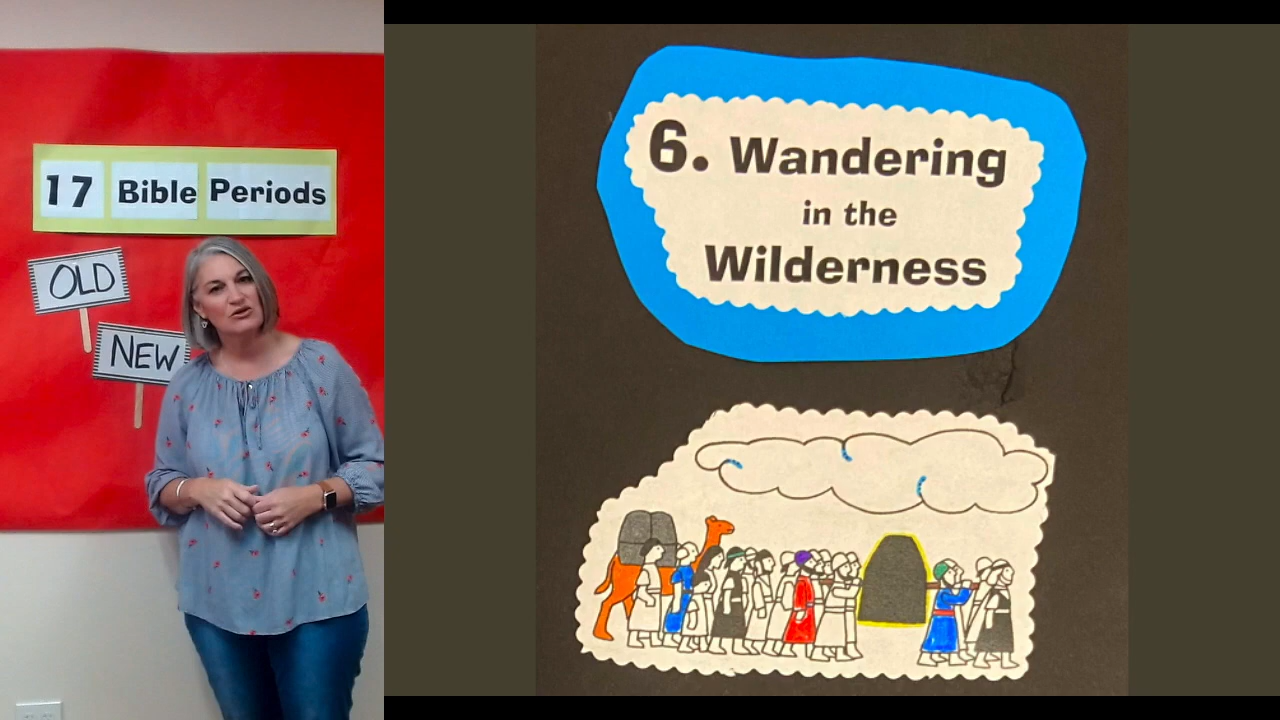 17 Bible Periods
OLD
NEW
6. Wandering
in the
Wilderness